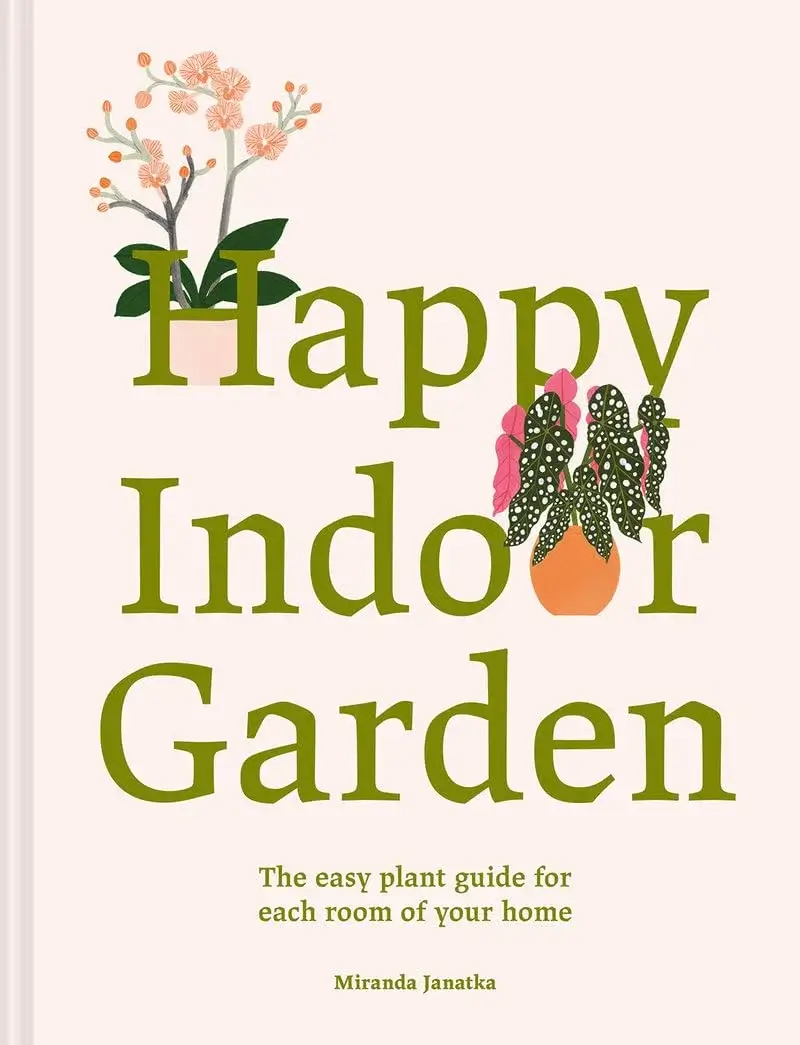 Happy
Indoor
Garden
The easy plant guide for
each room of your home
Miranda Janatka